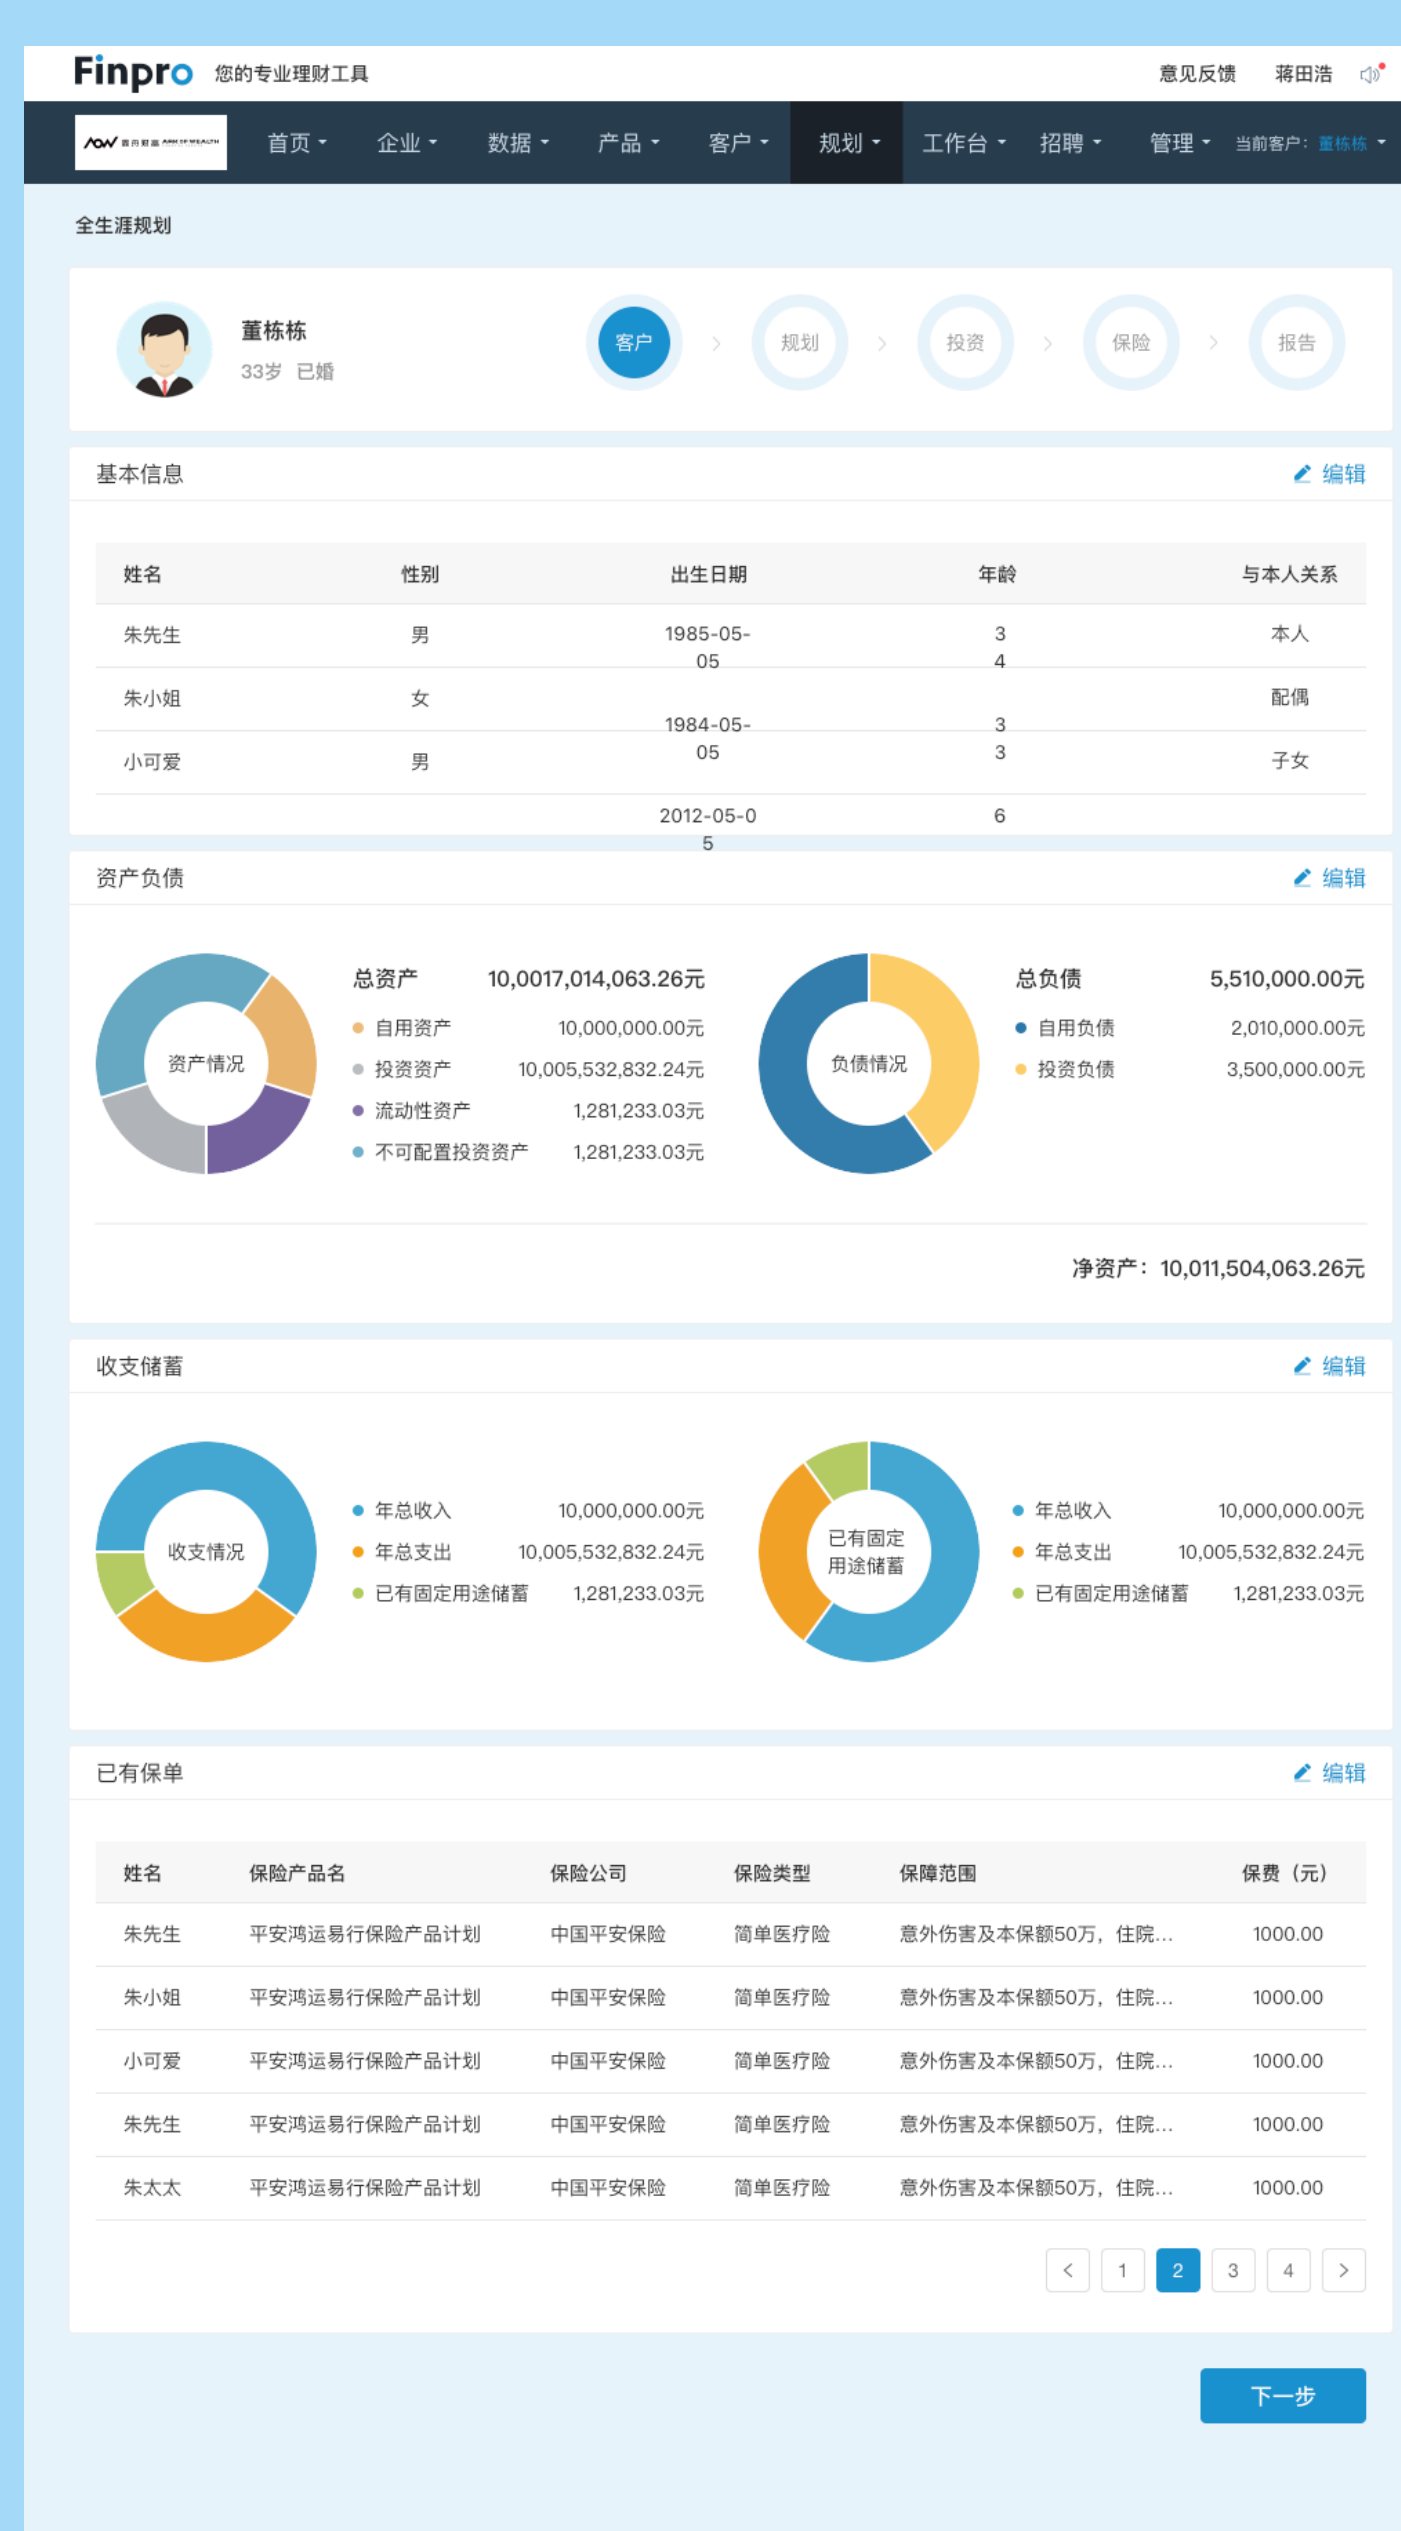 Finpro 您的专业理财工具 意见反馈 蒋田浩
AOW ARK OF WEALTH 首页 企业 数据 产品 客户 规划 工作台 招聘 管理 当前客户：董栋栋
全生涯规划
董栋栋
33岁 已婚
客户 > 规划 > 投资 > 保险 > 报告
基本信息 编辑
姓名 性别 出生日期 年龄 与本人关系
朱先生 男 1985-05-05 34 本人
朱小姐 女 1984-05-05 33 配偶
小可爱 男 2012-05-05 6 子女
资产负债 编辑
资产情况
总资产 10,0017,014,063.26元
自用资产 10,000,000.00元
投资资产 10,005,532,832.24元
流动性资产 1,281,233.03元
不可配置投资资产 1,281,233.03元
负债情况
总负债 5,510,000.00元
自用负债 2,010,000.00元
投资负债 3,500,000.00元
净资产：10,011,504,063.26元
收支储蓄 编辑
收支情况
年总收入 10,000,000.00元
年总支出 10,005,532,832.24元
已有固定用途储蓄 1,281,233.03元
已有固定
用途储蓄
年总收入 10,000,000.00元
年总支出 10,005,532,832.24元
已有固定用途储蓄 1,281,233.03元
已有保单 编辑
姓名 保险产品名 保险公司 保险类型 保障范围 保费（元）
朱先生 平安鸿运易行保险产品计划 中国平安保险 简单医疗险 意外伤害及本保额50万，住院... 1000.00
朱小姐 平安鸿运易行保险产品计划 中国平安保险 简单医疗险 意外伤害及本保额50万，住院... 1000.00
小可爱 平安鸿运易行保险产品计划 中国平安保险 简单医疗险 意外伤害及本保额50万，住院... 1000.00
朱先生 平安鸿运易行保险产品计划 中国平安保险 简单医疗险 意外伤害及本保额50万，住院... 1000.00
朱太太 平安鸿运易行保险产品计划 中国平安保险 简单医疗险 意外伤害及本保额50万，住院... 1000.00
< 1 2 3 4 >
下一步